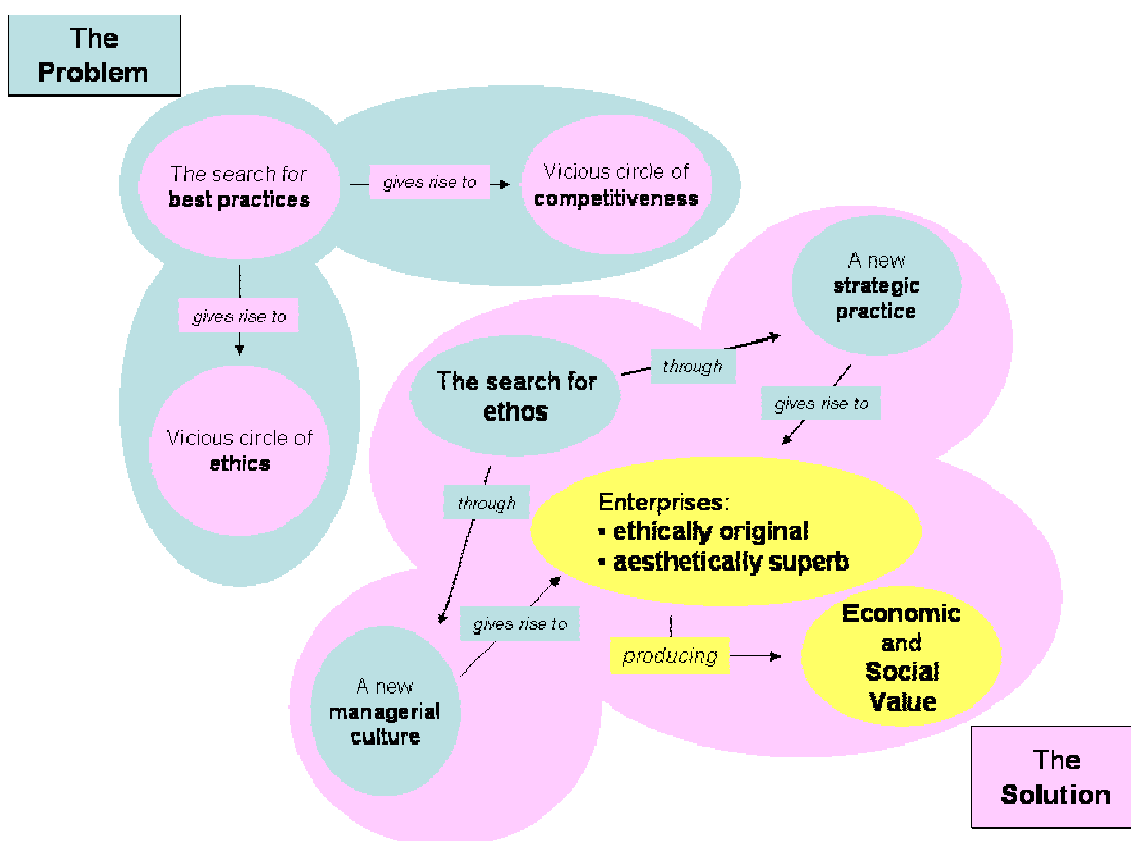 The
Problem
The search for
best practices
gives rise to
Vicious circle of
competitiveness
gives rise to
Vicious circle of
ethics
A new
strategic
practice
The search for
ethos
through
gives rise to
through
Enterprises:
▪ ethically original
▪ aesthetically superb
gives rise to
A new
managerial
culture
producing
Economic
and
Social
Value
The
Solution